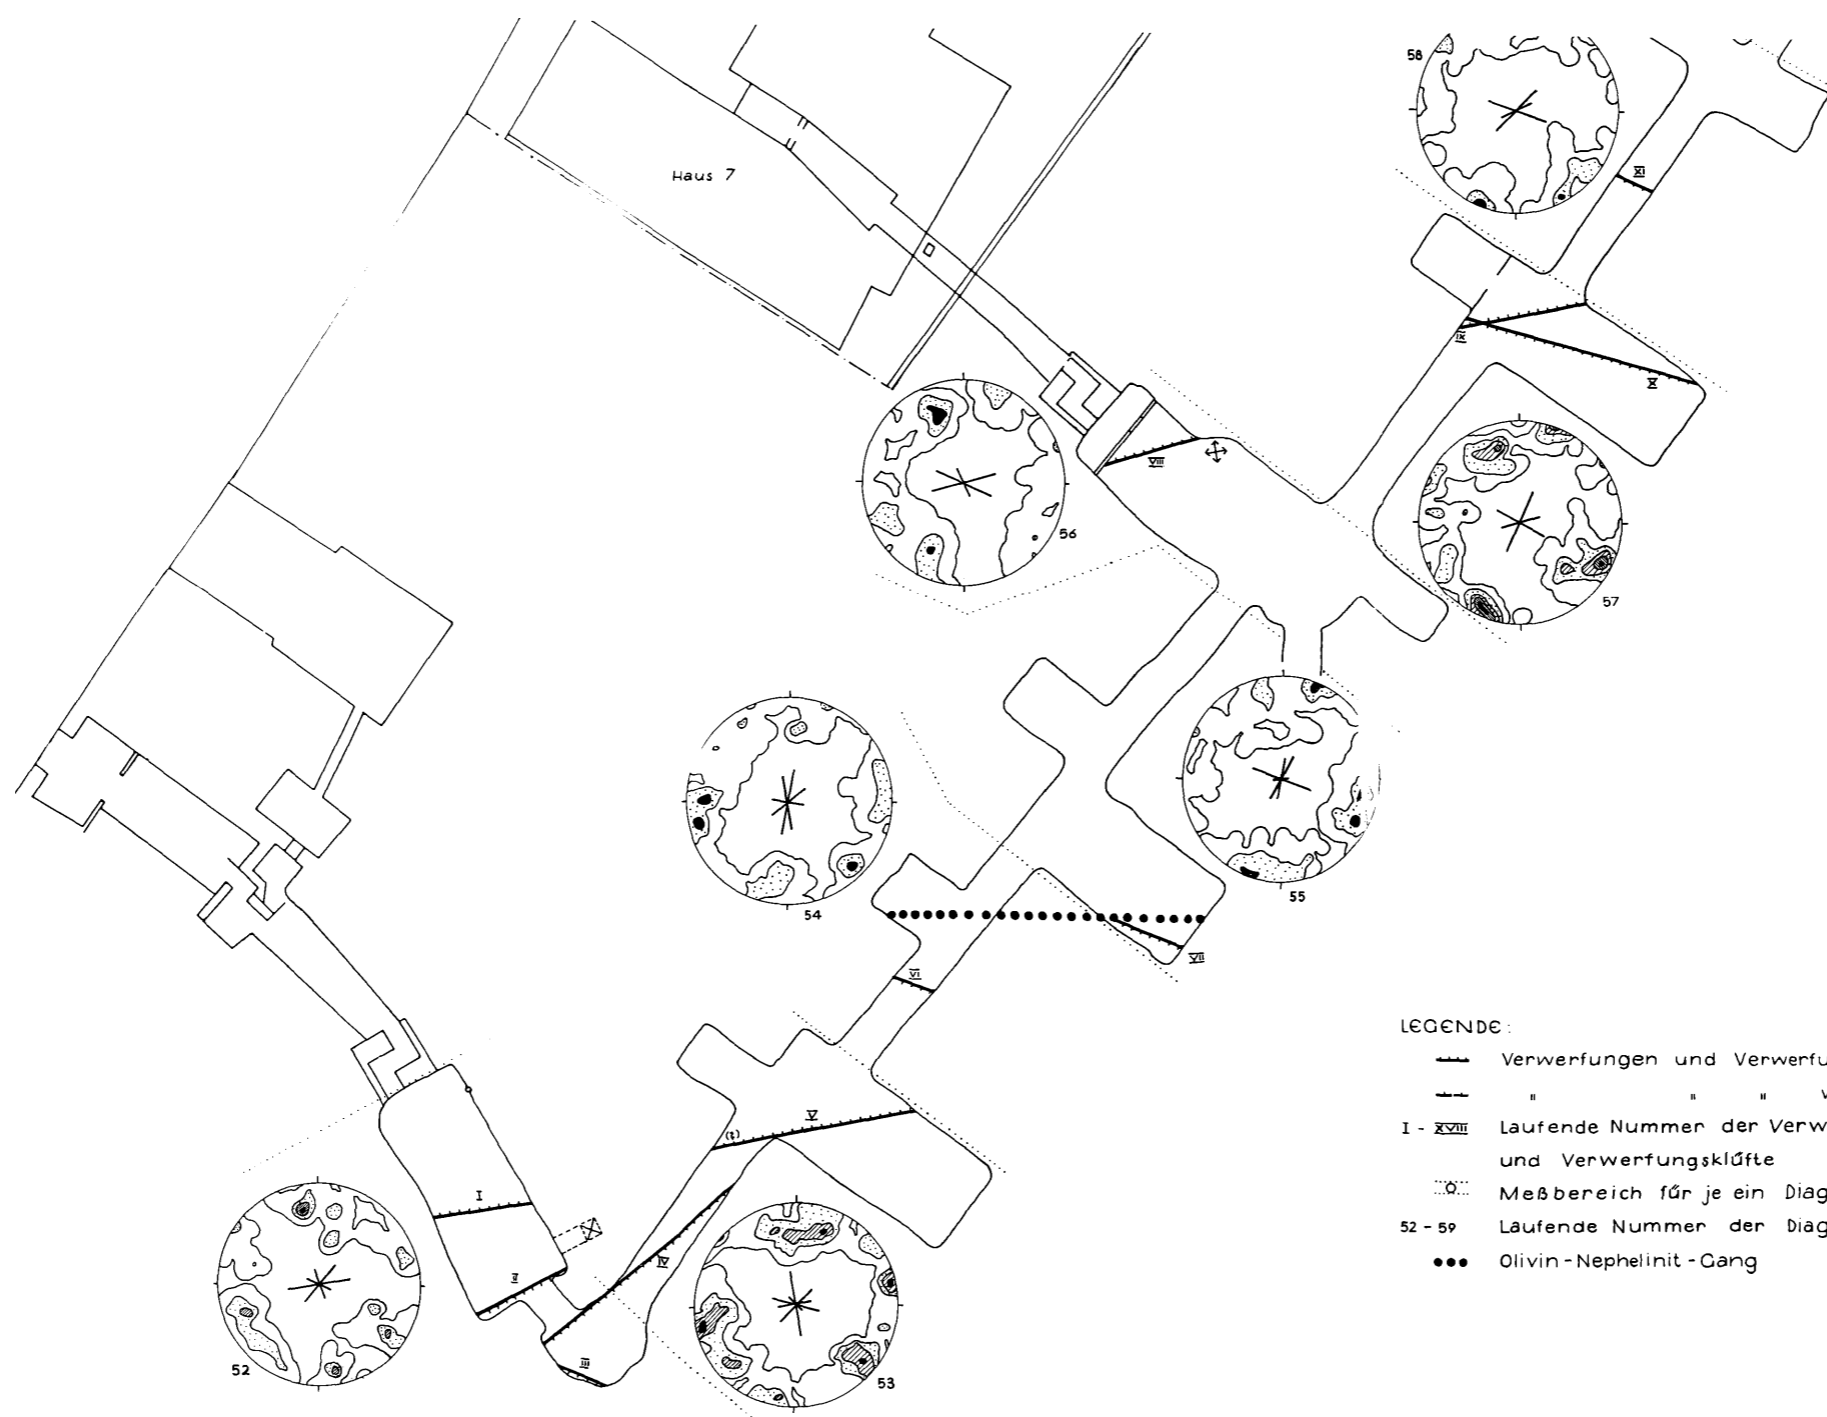 58
Haus 7
XI
IX
X
VIII
56
57
54
55
VII
VI
V
(?)
I
II
IV
III
52
53
LEGENDE:
Verwerfungen und Verwerfu
" " " V
I - XVIII Laufende Nummer der Verw
und Verwerfungsklüfte
Meßbereich für je ein Diag
52 - 59 Laufende Nummer der Diag
Olivin-Nephelinit-Gang